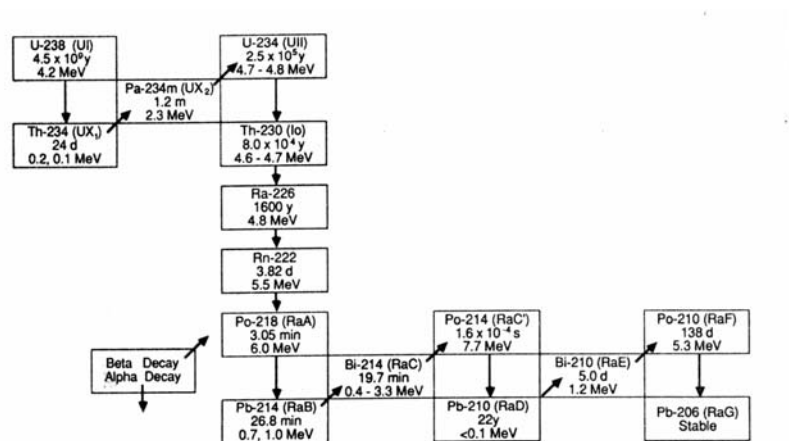 U-238 (UI)
4.5 x 10⁹y
4.2 MeV
U-234 (UII)
2.5 x 10⁵y
4.7 - 4.8 MeV
Pa-234m (UX₂)
1.2 m
2.3 MeV
Th-234 (UX₁)
24 d
0.2, 0.1 MeV
Th-230 (Io)
8.0 x 10⁴y
4.6 - 4.7 MeV
Ra-226
1600 y
4.8 MeV
Rn-222
3.82 d
5.5 MeV
Po-218 (RaA)
3.05 min
6.0 MeV
Po-214 (RaC')
1.6 x 10⁻⁴ s
7.7 MeV
Po-210 (RaF)
138 d
5.3 MeV
Beta Decay
Alpha Decay
Bi-214 (RaC)
19.7 min
0.4 - 3.3 MeV
Bi-210 (RaE)
5.0 d
1.2 MeV
Pb-214 (RaB)
26.8 min
0.7, 1.0 MeV
Pb-210 (RaD)
22y
<0.1 MeV
Pb-206 (RaG)
Stable